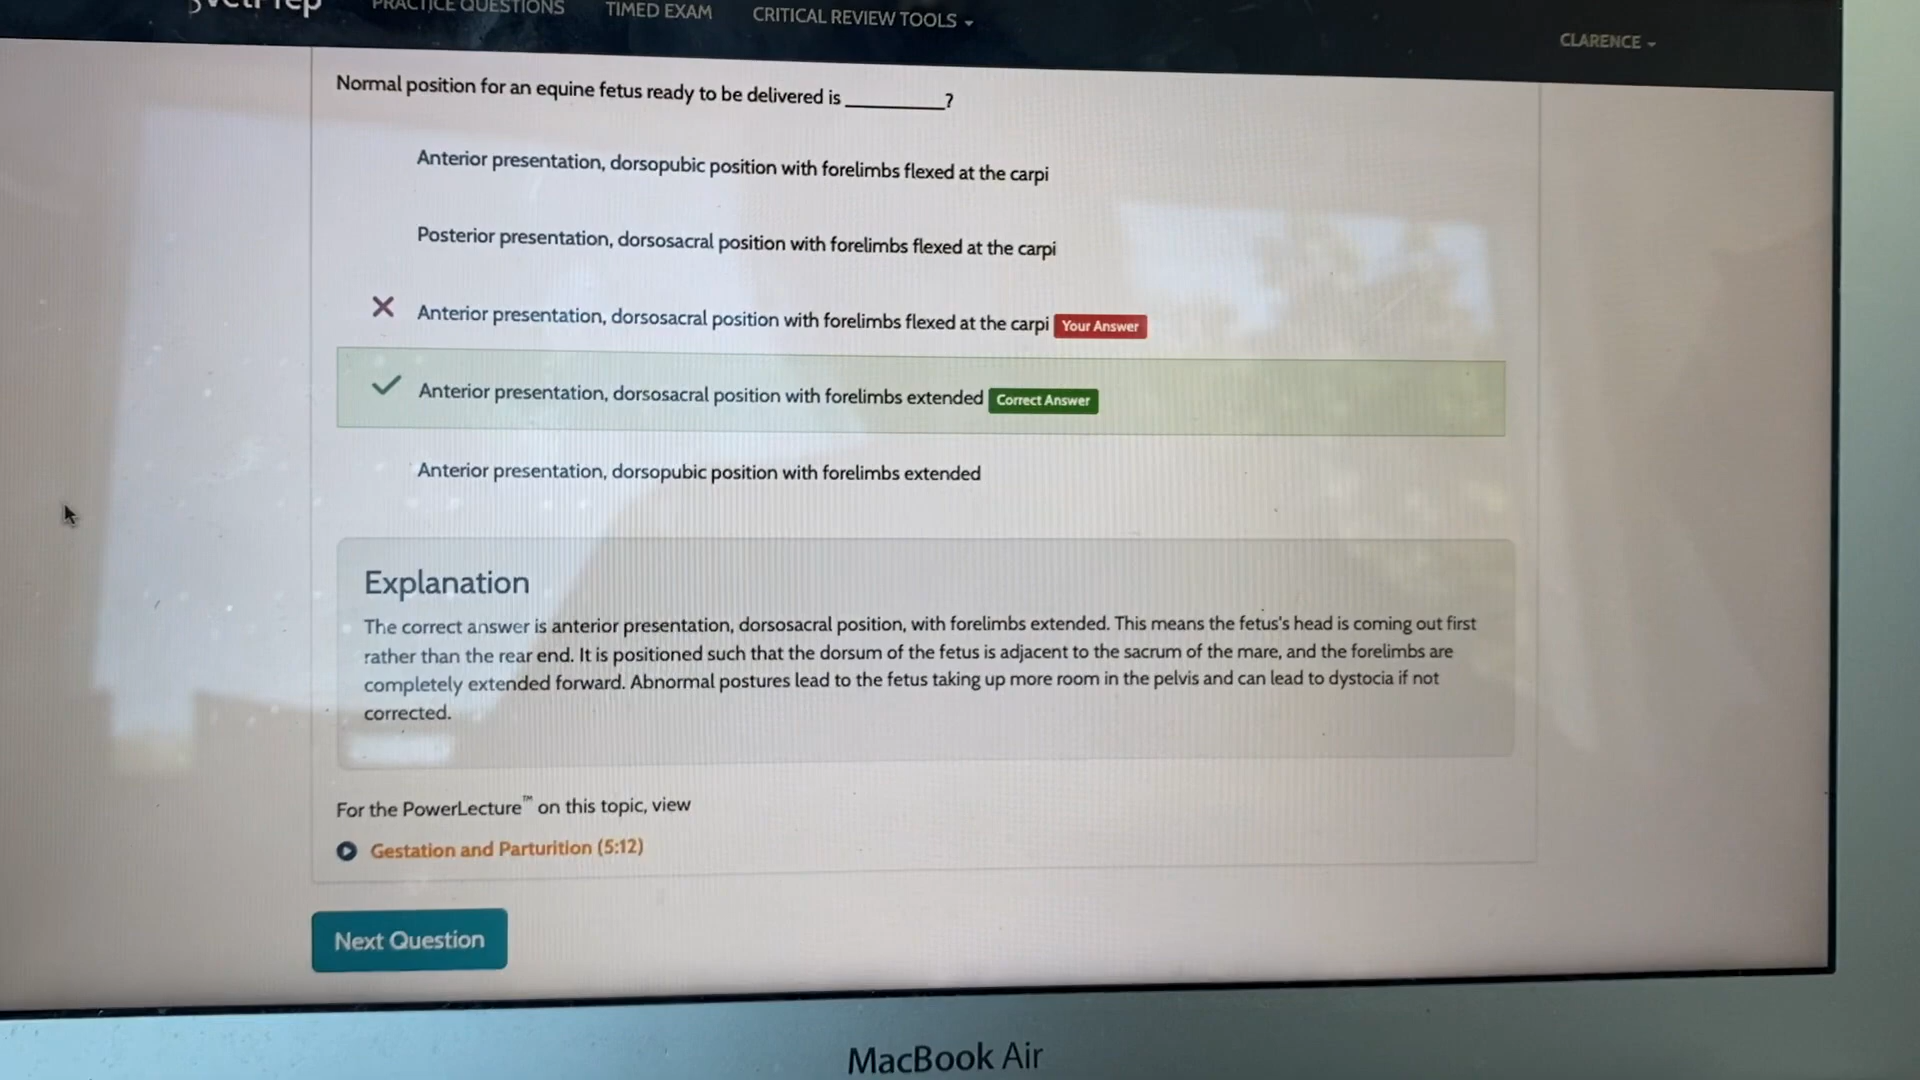 PRACTICE QUESTIONS TIMED EXAM CRITICAL REVIEW TOOLS CLARENCE
Normal position for an equine fetus ready to be delivered is __________?
Anterior presentation, dorsopubic position with forelimbs flexed at the carpi
Posterior presentation, dorsosacral position with forelimbs flexed at the carpi
Anterior presentation, dorsosacral position with forelimbs flexed at the carpi Your Answer
Anterior presentation, dorsosacral position with forelimbs extended Correct Answer
Anterior presentation, dorsopubic position with forelimbs extended
Explanation
The correct answer is anterior presentation, dorsosacral position, with forelimbs extended. This means the fetus's head is coming out first
rather than the rear end. It is positioned such that the dorsum of the fetus is adjacent to the sacrum of the mare, and the forelimbs are
completely extended forward. Abnormal postures lead to the fetus taking up more room in the pelvis and can lead to dystocia if not
corrected.
For the PowerLecture™ on this topic, view
Gestation and Parturition (5:12)
Next Question
MacBook Air